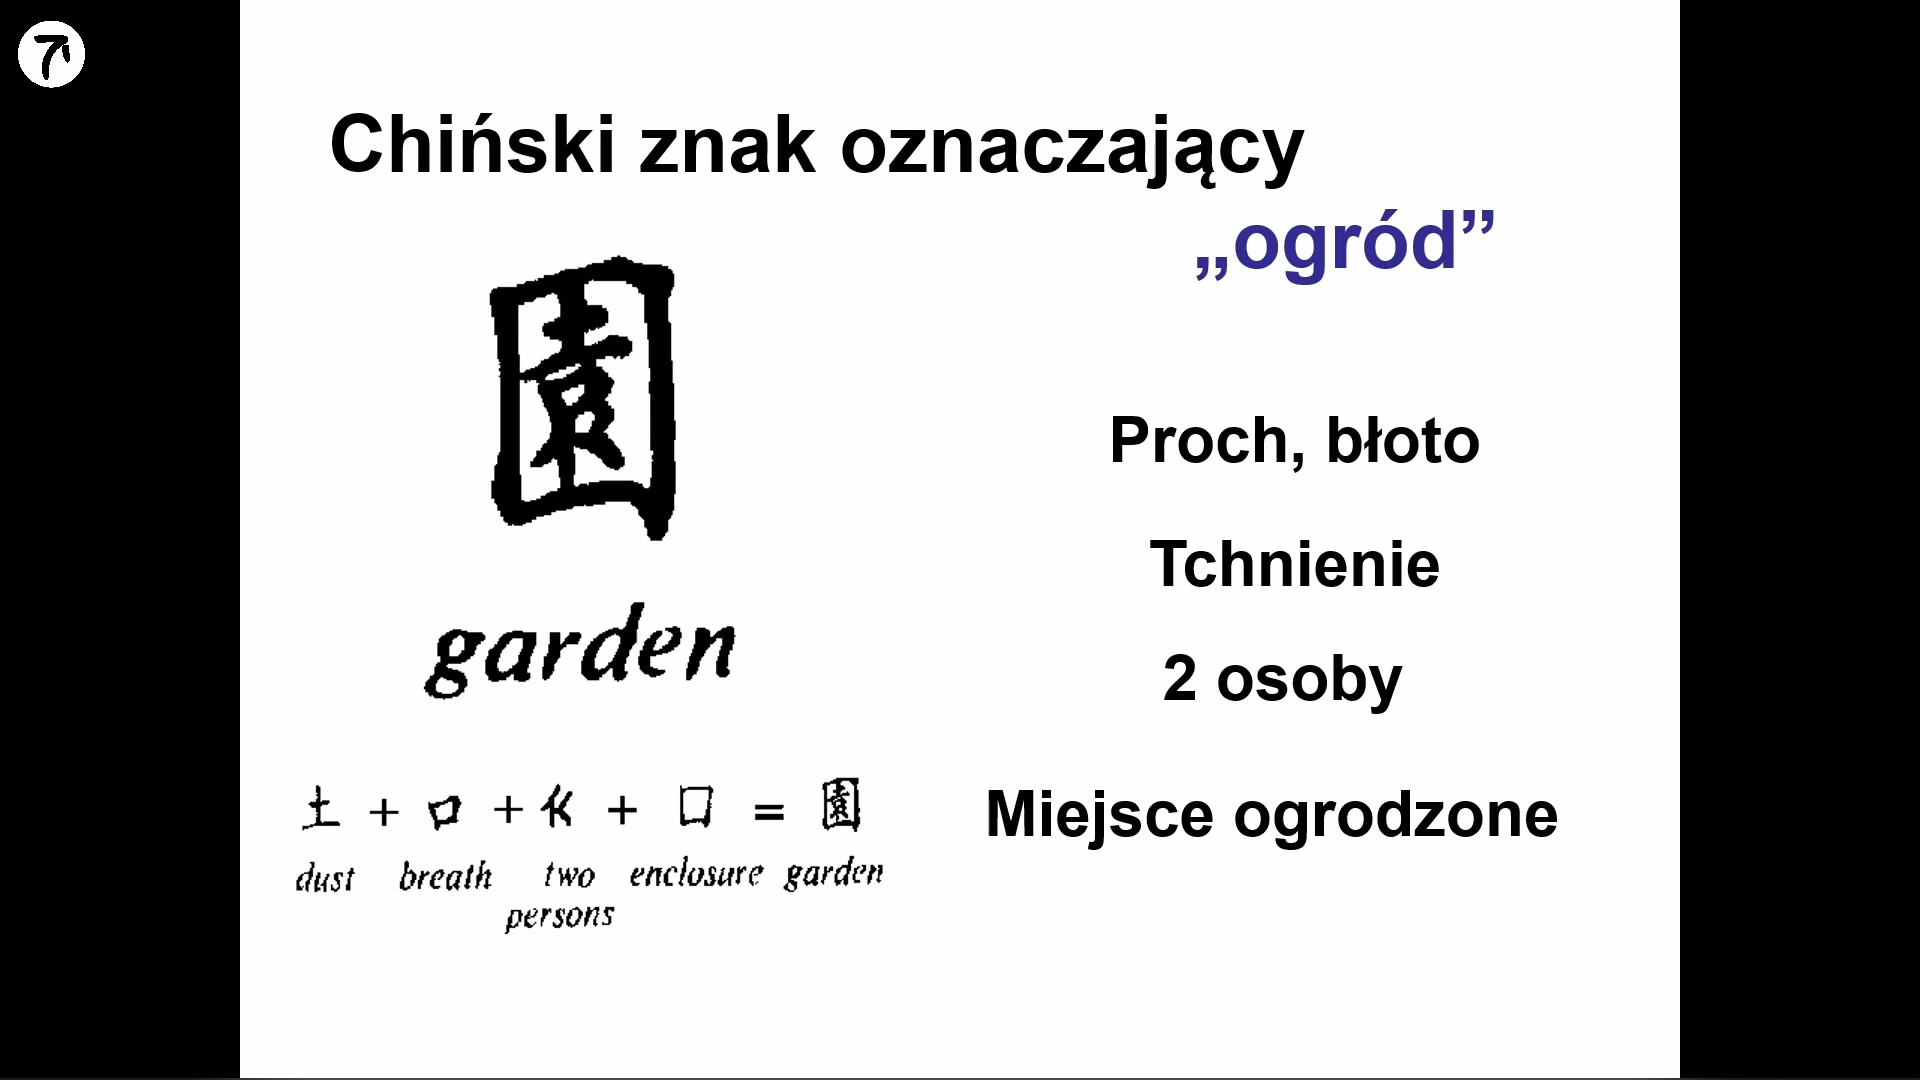 Chiński znak oznaczający
„ogród”
園
garden
土 + 口 + 从 + 囗 = 園
dust breath two enclosure garden
persons
Proch, błoto
Tchnienie
2 osoby
Miejsce ogrodzone